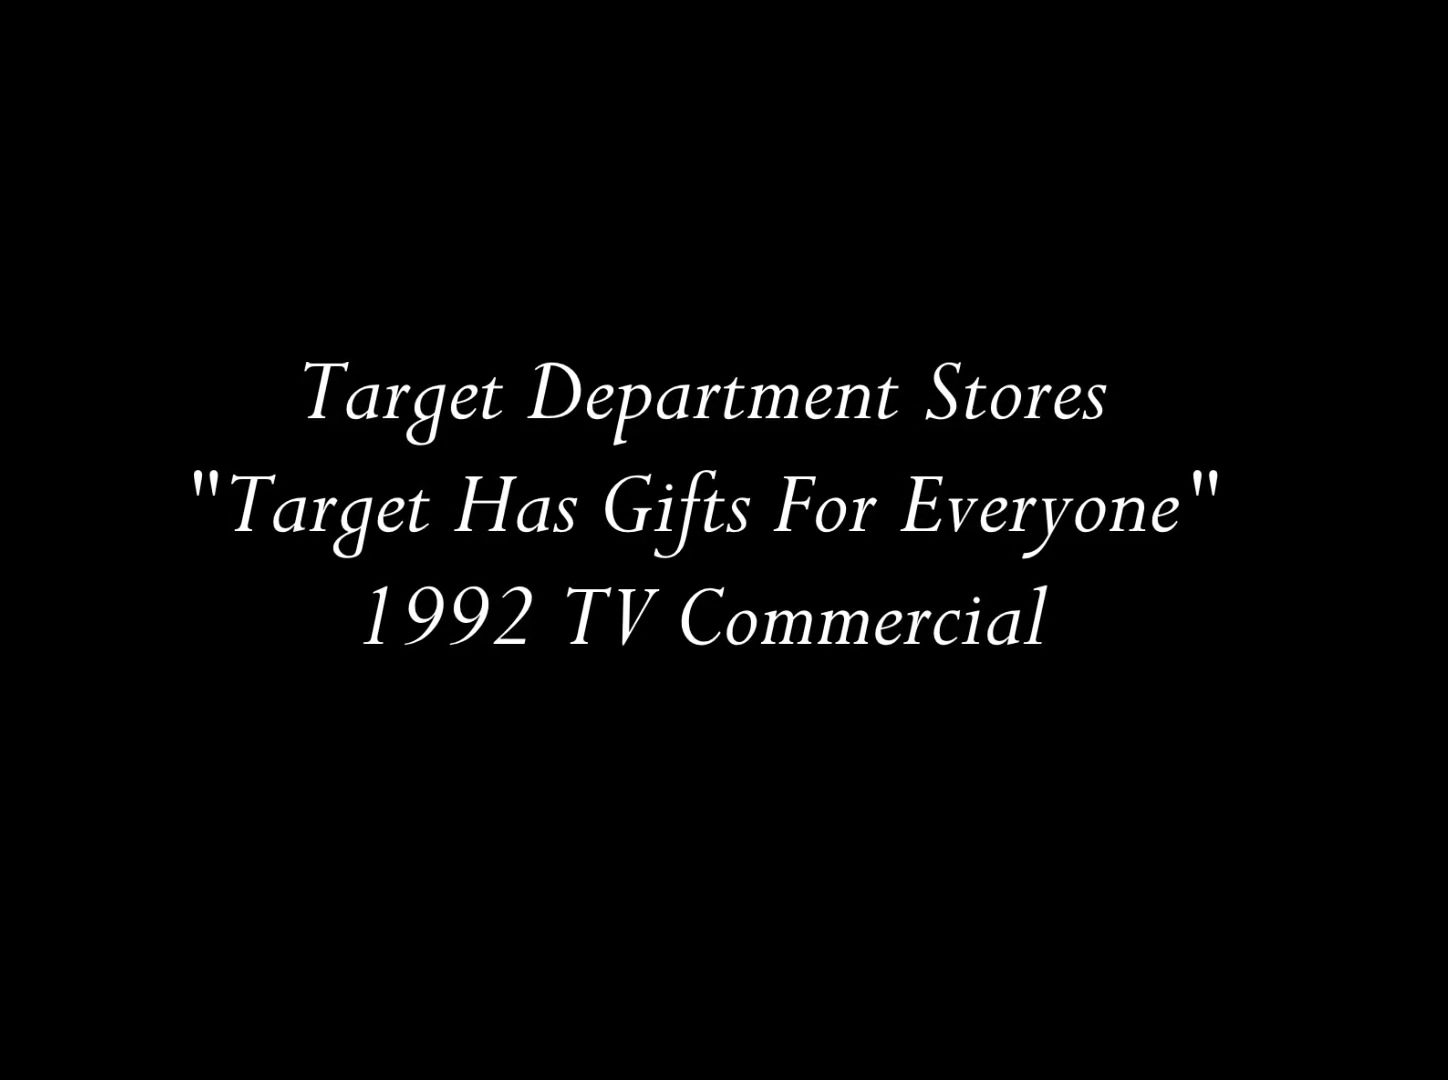 Target Department Stores
"Target Has Gifts For Everyone"
1992 TV Commercial